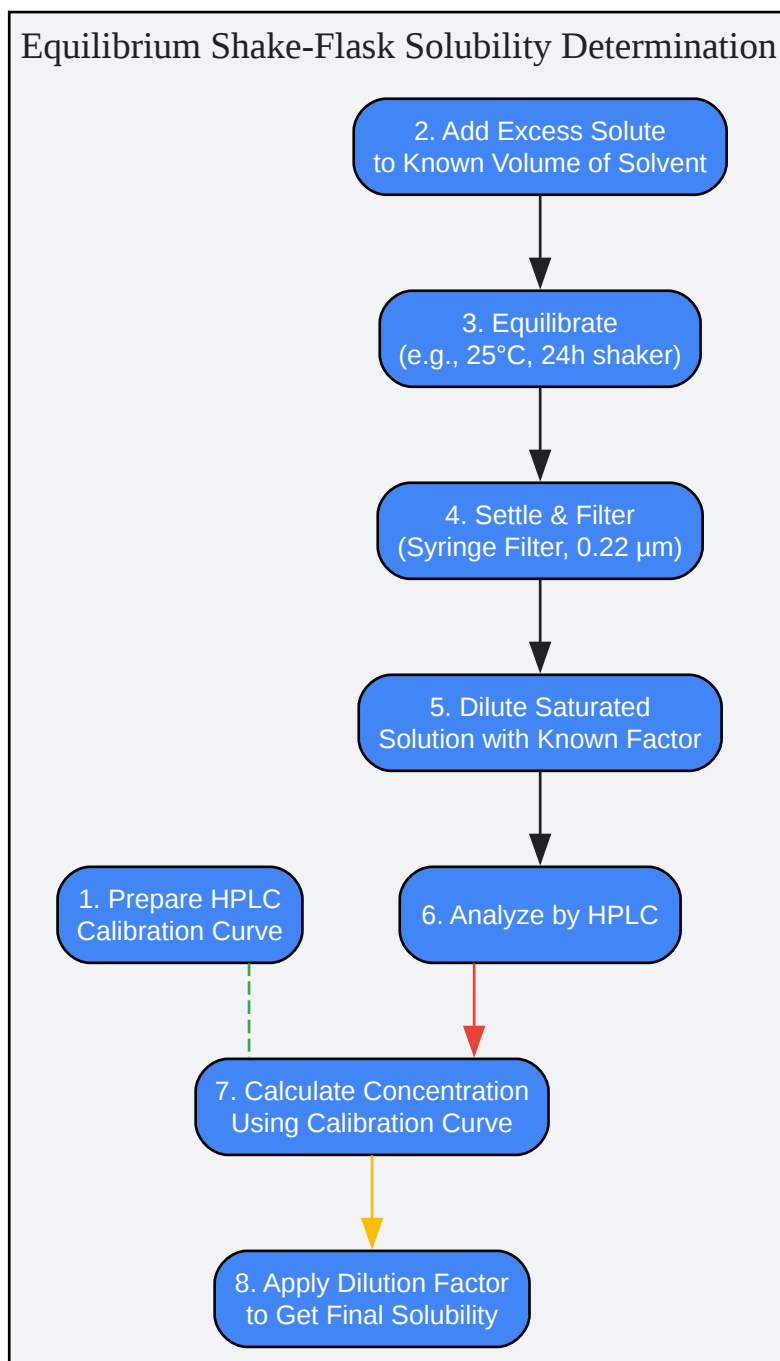 Equilibrium Shake-Flask Solubility Determination
2. Add Excess Solute
to Known Volume of Solvent
3. Equilibrate
(e.g., 25°C, 24h shaker)
4. Settle & Filter
(Syringe Filter, 0.22 µm)
5. Dilute Saturated
Solution with Known Factor
1. Prepare HPLC
Calibration Curve
6. Analyze by HPLC
7. Calculate Concentration
Using Calibration Curve
8. Apply Dilution Factor
to Get Final Solubility